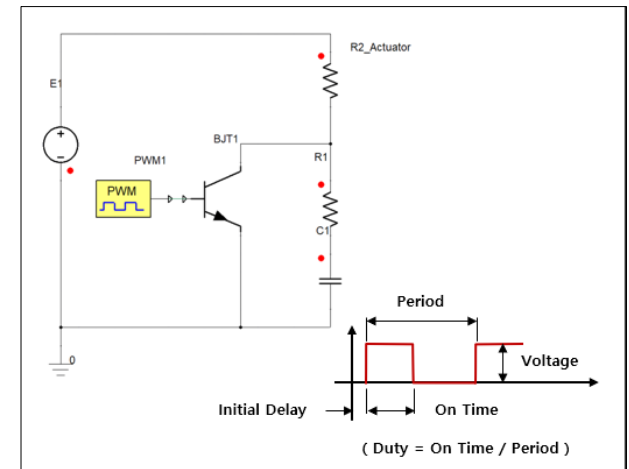 R2_Actuator
E1
BJT1
PWM1
R1
PWM
C1
0
Period
Voltage
Initial Delay
On Time
( Duty = On Time / Period )